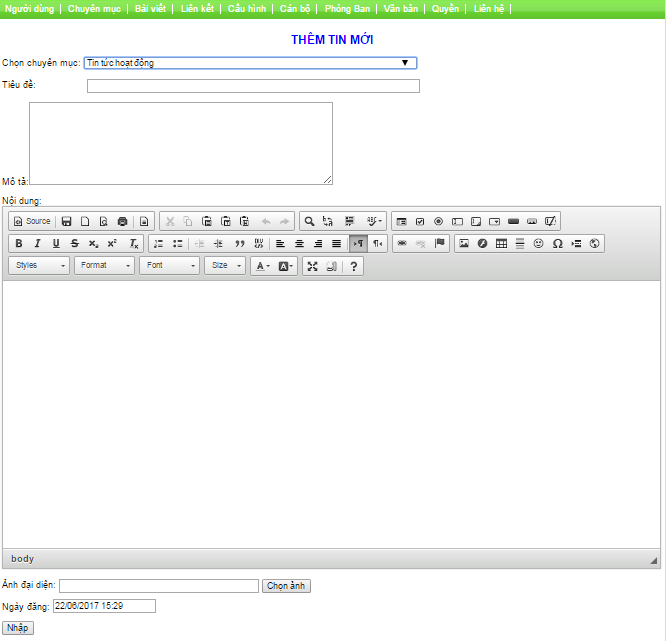 Người dùng | Chuyên mục | Bài viết | Liên kết | Cấu hình | Cán bộ | Phòng Ban | Văn bản | Quyền | Liên hệ |
THÊM TIN MỚI
Chọn chuyên mục: Tin tức hoạt động
Tiêu đề:
Mô tả:
Nội dung:
Source
Styles Format Font Size
body
Ảnh đại diện: Chọn ảnh
Ngày đăng: 22/06/2017 15:29
Nhập